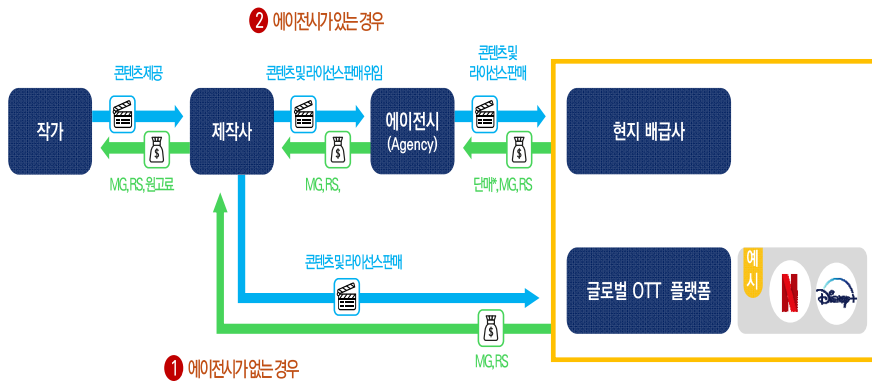 2 에이전시가 있는 경우
콘텐츠 제공
콘텐츠 및 라이선스 판매 위임
콘텐츠 및
라이선스 판매
작가
제작사
에이전시
(Agency)
현지 배급사
MG, RS, 원고료
MG, RS,
단매*, MG, RS
콘텐츠 및 라이선스 판매
글로벌 OTT 플랫폼
예
시
N
Disney+
MG, RS
1 에이전시가 없는 경우